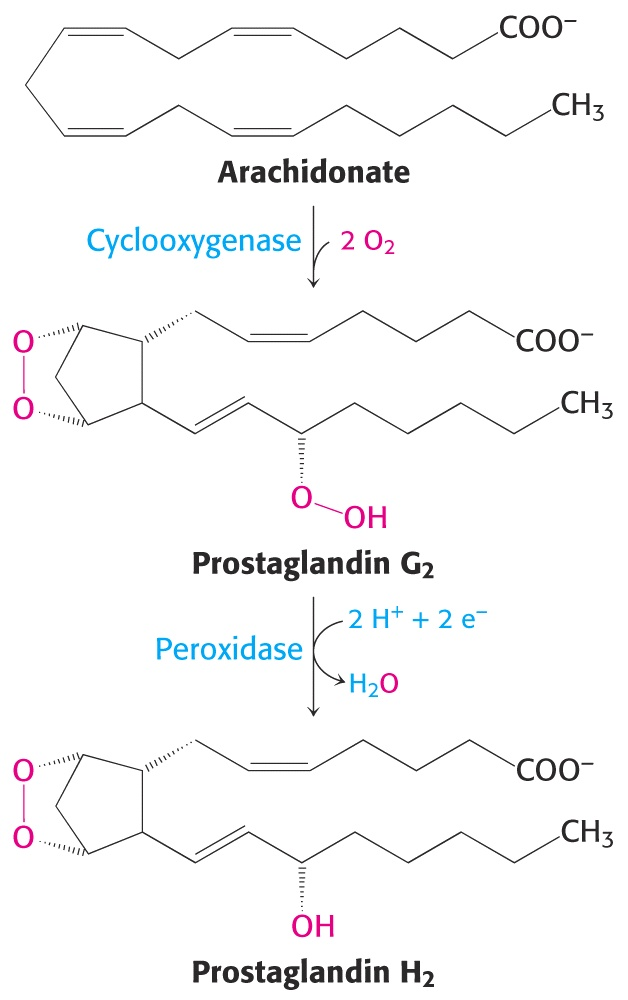 COO⁻
CH₃
Arachidonate
Cyclooxygenase
2 O₂
O
COO⁻
O
CH₃
O
OH
Prostaglandin G₂
2 H⁺ + 2 e⁻
Peroxidase
H₂O
O
COO⁻
O
CH₃
OH
Prostaglandin H₂